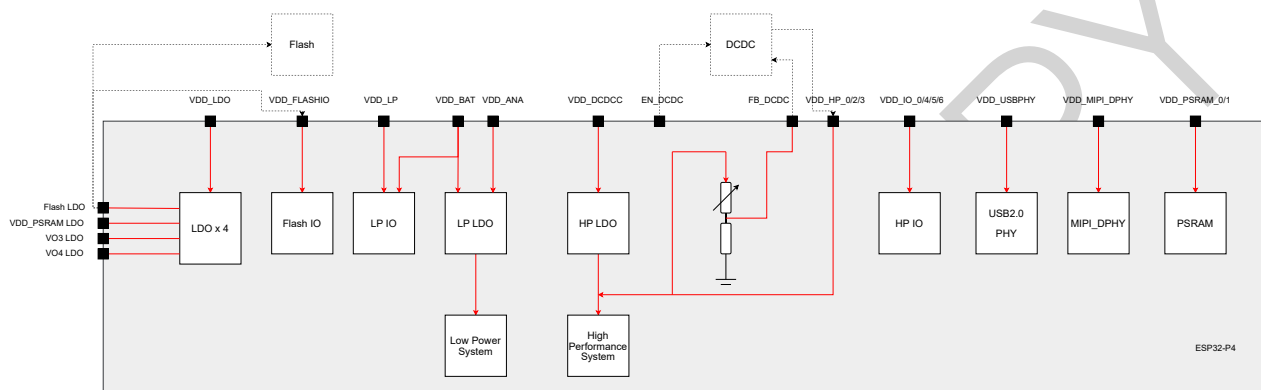 Flash
DCDC
VDD_LDO
VDD_FLASHIO
VDD_LP
VDD_BAT
VDD_ANA
VDD_DCDCC
EN_DCDC
FB_DCDC
VDD_HP_0/2/3
VDD_IO_0/4/5/6
VDD_USBPHY
VDD_MIPI_DPHY
VDD_PSRAM_0/1
Flash LDO
VDD_PSRAM LDO
VO3 LDO
VO4 LDO
LDO x 4
Flash IO
LP IO
LP LDO
HP LDO
HP IO
USB2.0
PHY
MIPI_DPHY
PSRAM
Low Power
System
High
Performance
System
ESP32-P4
PY